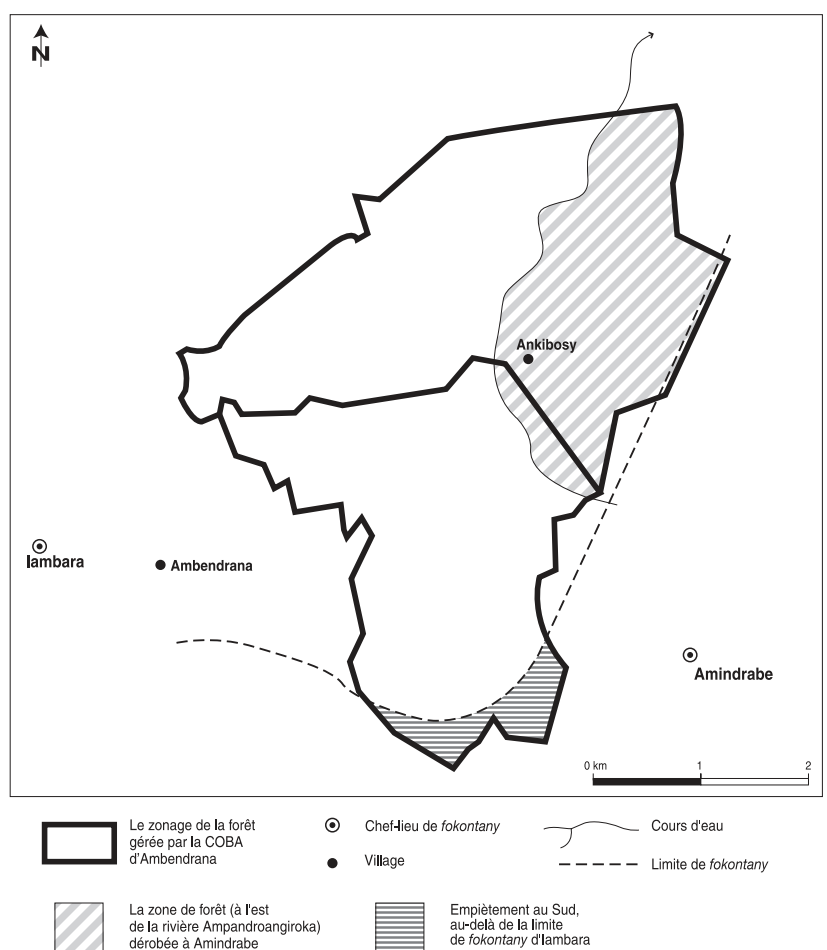 N
Ankibosy
Iambara
Ambendrana
Amindrabe
0 km 1 2
Le zonage de la forêt
gérée par la COBA
d'Ambendrana
Chef-lieu de fokontany
Village
Cours d'eau
Limite de fokontany
La zone de forêt (à l'est
de la rivière Ampandroangiroka)
dérobée à Amindrabe
Empiètement au Sud,
au-delà de la limite
de fokontany d'Iambara